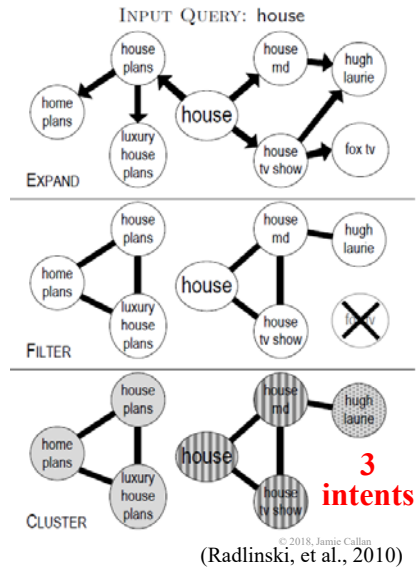 INPUT QUERY: house
house
plans
house
md
hugh
laurie
home
plans
house
luxury
house
plans
house
tv show
fox tv
EXPAND
house
plans
house
md
hugh
laurie
home
plans
house
luxury
house
plans
house
tv show
FILTER
house
plans
house
md
hugh
laurie
home
plans
house
3
intents
luxury
house
plans
house
tv show
CLUSTER
© 2018, Jamie Callan
(Radlinski, et al., 2010)